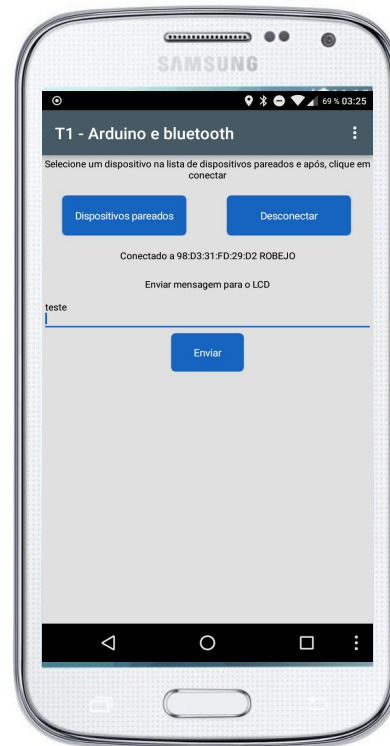 SAMSUNG
69 % 03:25
T1 - Arduino e bluetooth
Selecione um dispositivo na lista de dispositivos pareados e após, clique em
conectar
Dispositivos pareados
Desconectar
Conectado a 98:D3:31:FD:29:D2 ROBEJO
Enviar mensagem para o LCD
teste
Enviar